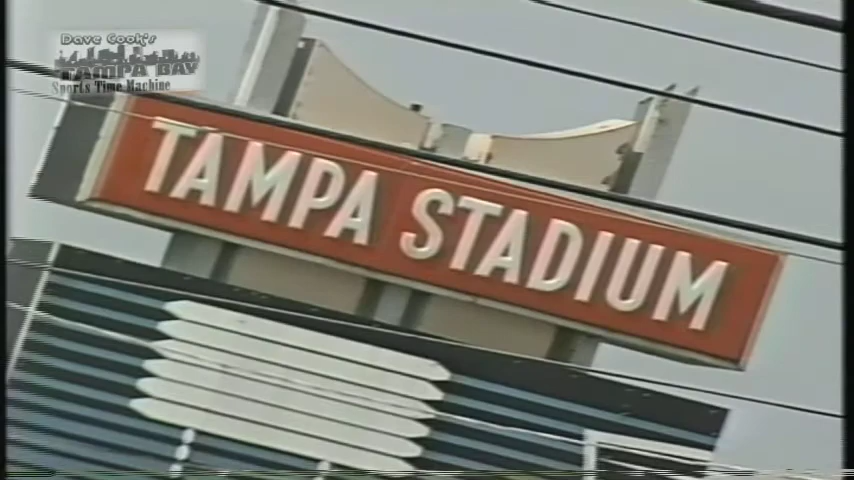 Dave Cook's
TAMPA BAY
Sports Time Machine
TAMPA STADIUM